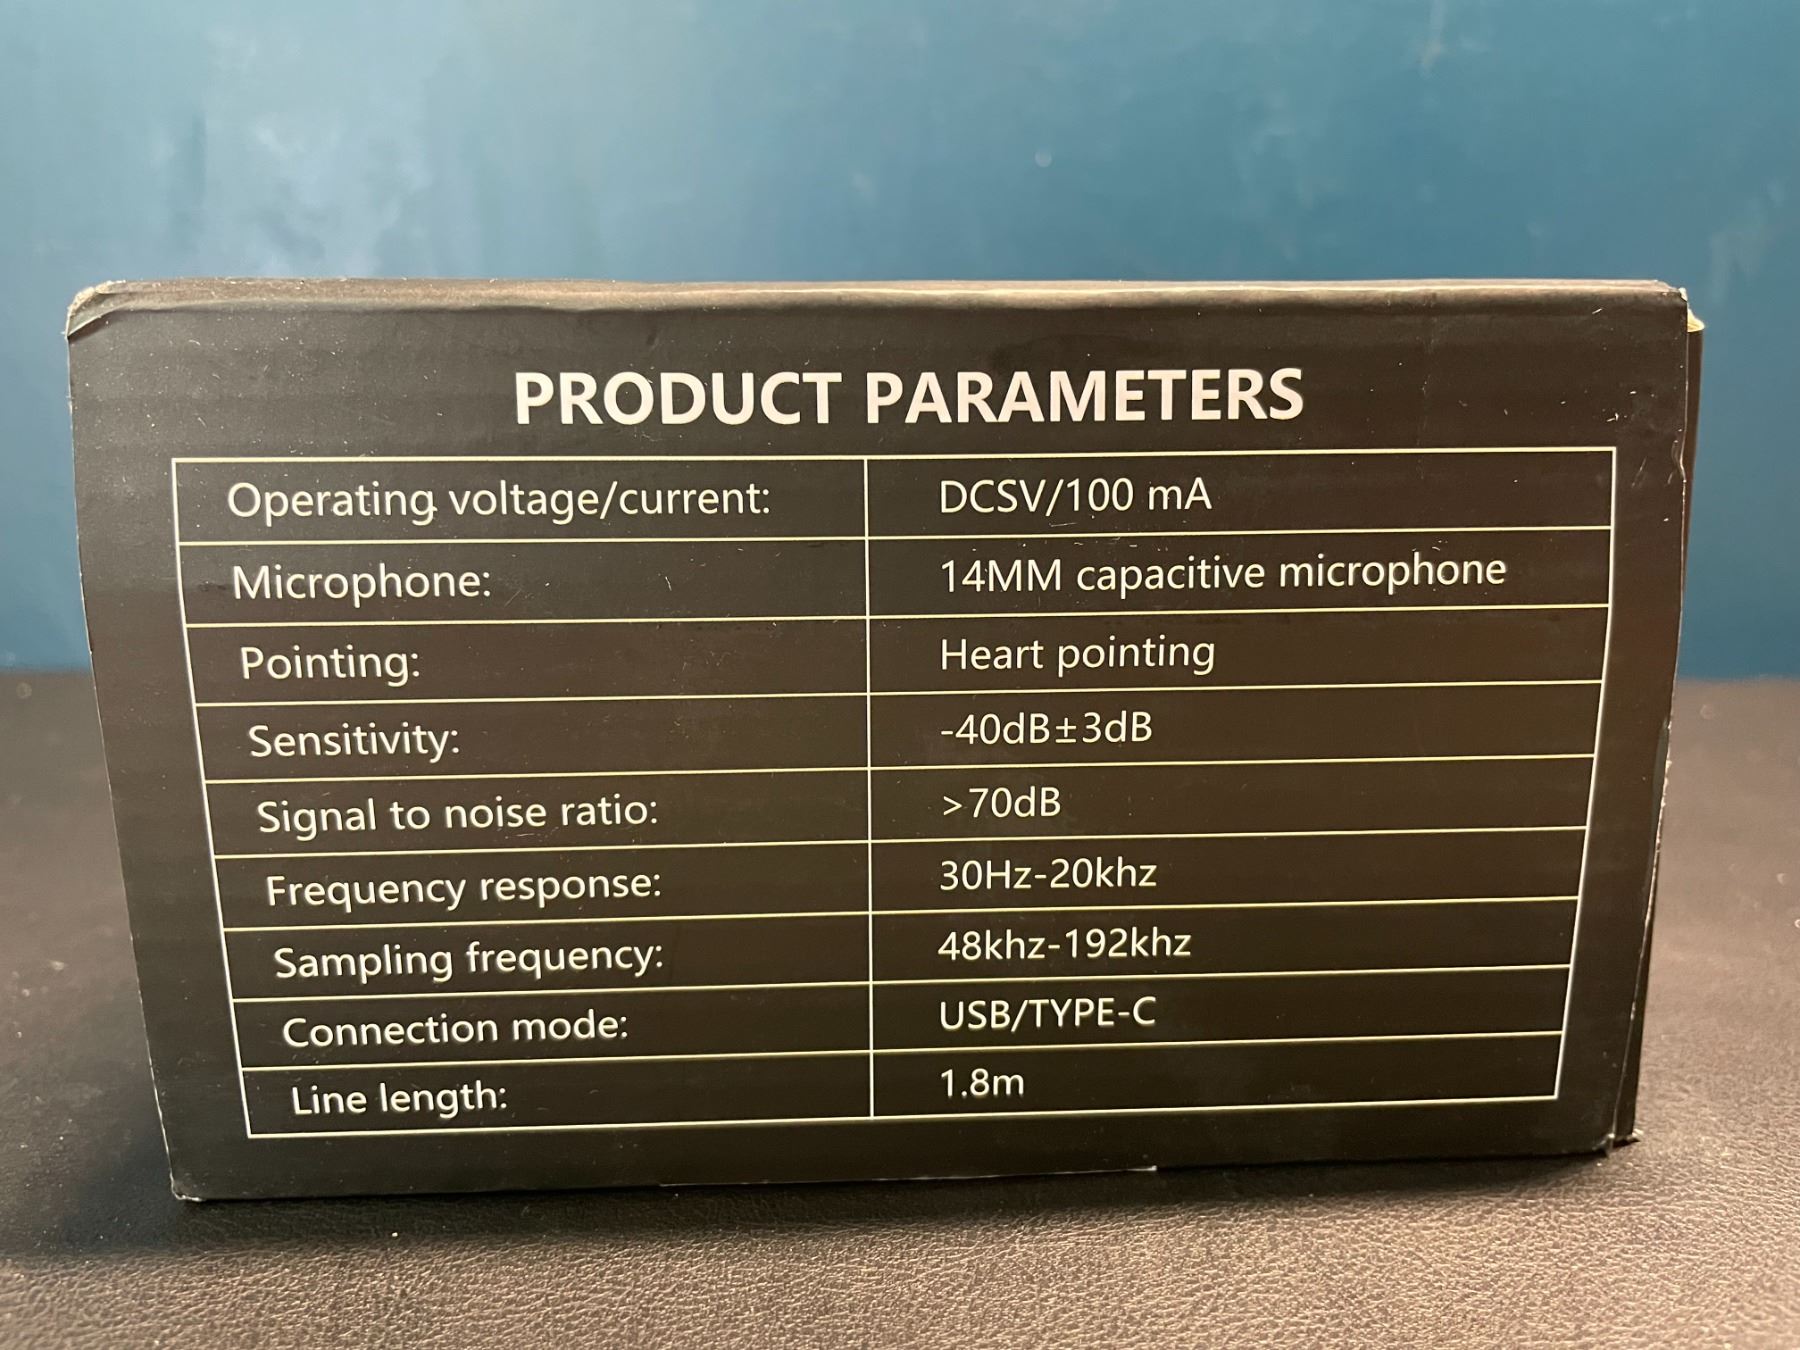 PRODUCT PARAMETERS
Operating voltage/current: DCSV/100 mA
Microphone: 14MM capacitive microphone
Pointing: Heart pointing
Sensitivity: -40dB±3dB
Signal to noise ratio: >70dB
Frequency response: 30Hz-20khz
Sampling frequency: 48khz-192khz
Connection mode: USB/TYPE-C
Line length: 1.8m